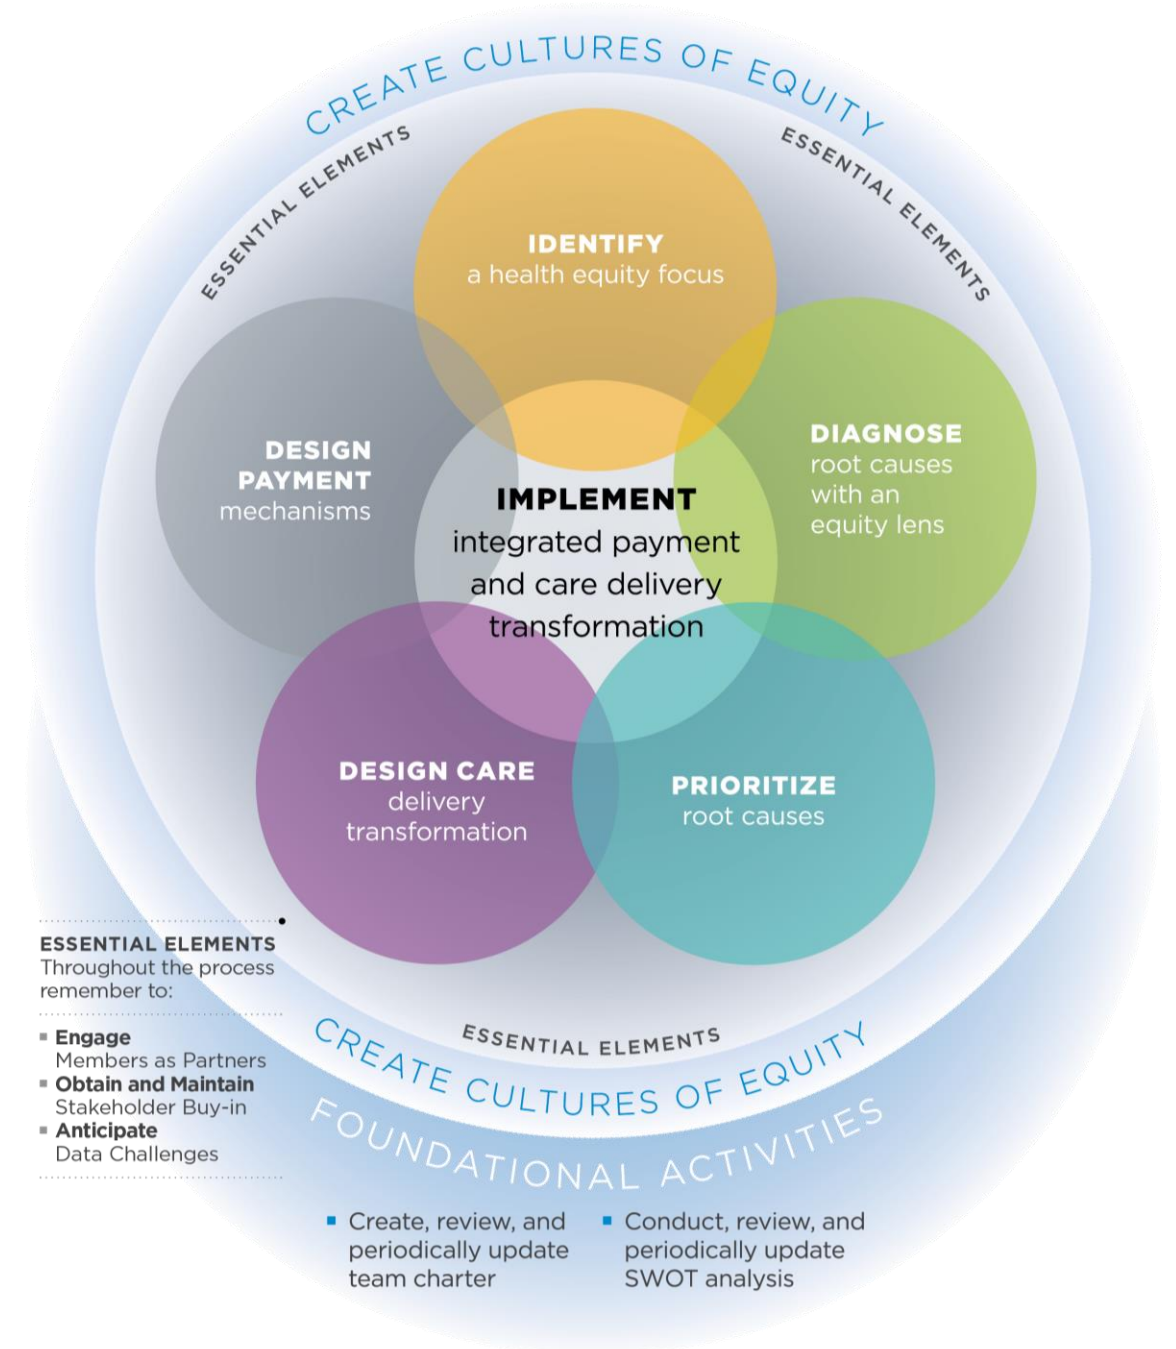 CREATE CULTURES OF EQUITY
ESSENTIAL ELEMENTS
ESSENTIAL ELEMENTS
IDENTIFY
a health equity focus
DIAGNOSE
root causes
with an
equity lens
DESIGN
PAYMENT
mechanisms
IMPLEMENT
integrated payment
and care delivery
transformation
DESIGN CARE
delivery
transformation
PRIORITIZE
root causes
ESSENTIAL ELEMENTS
Throughout the process
remember to:
▪ Engage
Members as Partners
▪ Obtain and Maintain
Stakeholder Buy-in
▪ Anticipate
Data Challenges
ESSENTIAL ELEMENTS
CREATE CULTURES OF EQUITY
FOUNDATIONAL ACTIVITIES
▪ Create, review, and
periodically update
team charter
▪ Conduct, review, and
periodically update
SWOT analysis